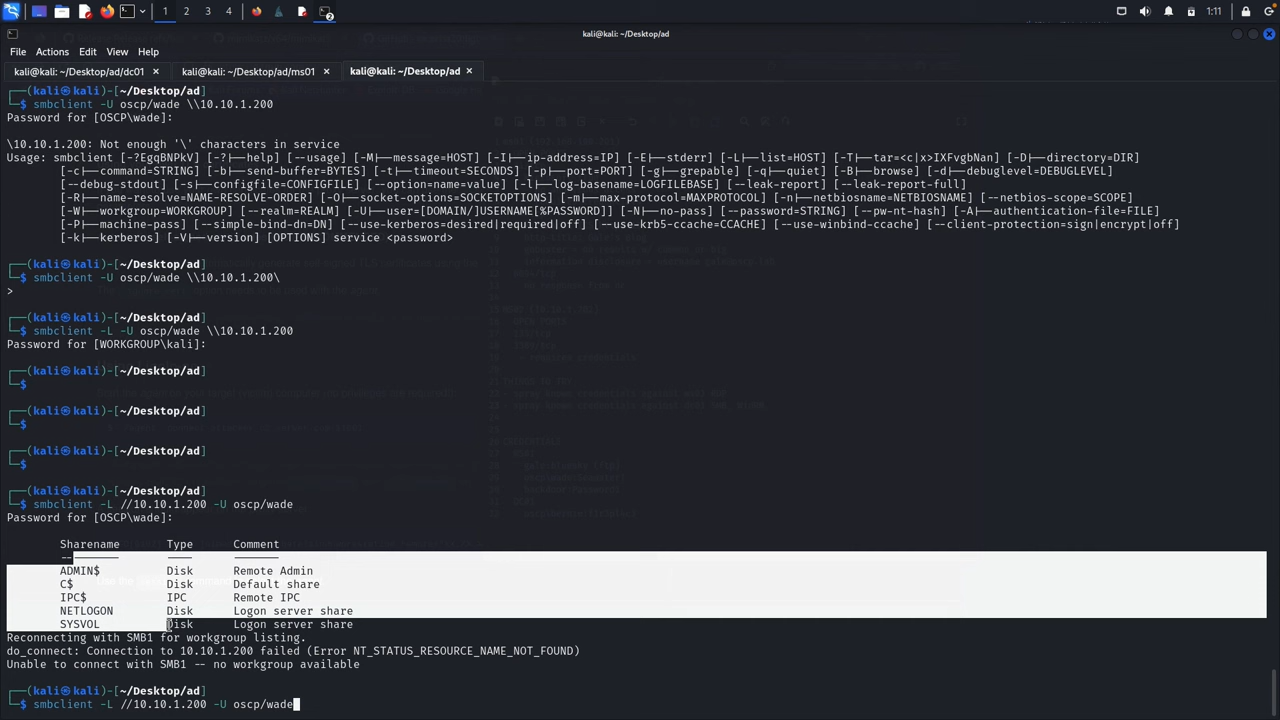 1 2 3 4 2 1:11
kali@kali: ~/Desktop/ad
File Actions Edit View Help
kali@kali: ~/Desktop/ad/dc01 × kali@kali: ~/Desktop/ad/ms01 × kali@kali: ~/Desktop/ad ×
┌──(kali㉿kali)-[~/Desktop/ad]
└─$ smbclient -U oscp/wade \\10.10.1.200
Password for [OSCP\wade]:
\10.10.1.200: Not enough '\' characters in service
Usage: smbclient [-?EgqBNPkV] [-?|--help] [--usage] [-M|--message=HOST] [-I|--ip-address=IP] [-E|--stderr] [-L|--list=HOST] [-T|--tar=<c|x>IXFvgbNan] [-D|--directory=DIR]
[-c|--command=STRING] [-b|--send-buffer=BYTES] [-t|--timeout=SECONDS] [-p|--port=PORT] [-g|--grepable] [-q|--quiet] [-B|--browse] [-d|--debuglevel=DEBUGLEVEL]
[--debug-stdout] [-s|--configfile=CONFIGFILE] [--option=name=value] [-l|--log-basename=LOGFILEBASE] [--leak-report] [--leak-report-full]
[-R|--name-resolve=NAME-RESOLVE-ORDER] [-O|--socket-options=SOCKETOPTIONS] [-m|--max-protocol=MAXPROTOCOL] [-n|--netbiosname=NETBIOSNAME] [--netbios-scope=SCOPE]
[-W|--workgroup=WORKGROUP] [--realm=REALM] [-U|--user=[DOMAIN/]USERNAME[%PASSWORD]] [-N|--no-pass] [--password=STRING] [--pw-nt-hash] [-A|--authentication-file=FILE]
[-P|--machine-pass] [--simple-bind-dn=DN] [--use-kerberos=desired|required|off] [--use-krb5-ccache=CCACHE] [--use-winbind-ccache] [--client-protection=sign|encrypt|off]
[-k|--kerberos] [-V|--version] [OPTIONS] service <password>
┌──(kali㉿kali)-[~/Desktop/ad]
└─$ smbclient -U oscp/wade \\10.10.1.200\
>
┌──(kali㉿kali)-[~/Desktop/ad]
└─$ smbclient -L -U oscp/wade \\10.10.1.200
Password for [WORKGROUP\kali]:
┌──(kali㉿kali)-[~/Desktop/ad]
└─$
┌──(kali㉿kali)-[~/Desktop/ad]
└─$
┌──(kali㉿kali)-[~/Desktop/ad]
└─$
┌──(kali㉿kali)-[~/Desktop/ad]
└─$ smbclient -L //10.10.1.200 -U oscp/wade
Password for [OSCP\wade]:
Sharename Type Comment
--------- ---- -------
ADMIN$ Disk Remote Admin
C$ Disk Default share
IPC$ IPC Remote IPC
NETLOGON Disk Logon server share
SYSVOL Disk Logon server share
Reconnecting with SMB1 for workgroup listing.
do_connect: Connection to 10.10.1.200 failed (Error NT_STATUS_RESOURCE_NAME_NOT_FOUND)
Unable to connect with SMB1 -- no workgroup available
┌──(kali㉿kali)-[~/Desktop/ad]
└─$ smbclient -L //10.10.1.200 -U oscp/wade